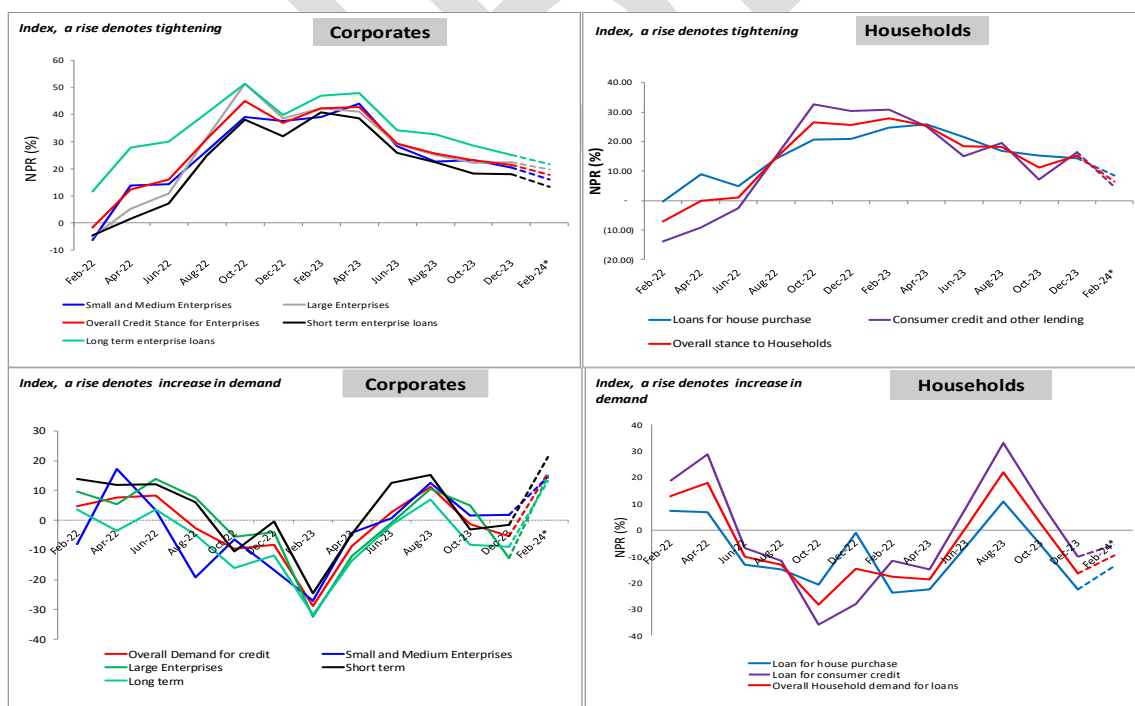 Index, a rise denotes tightening
Corporates
60
50
40
30
20
10
0
-10
NPR (%)
Feb-22
Apr-22
Jun-22
Aug-22
Oct-22
Dec-22
Feb-23
Apr-23
Jun-23
Aug-23
Oct-23
Dec-23
Feb-24*
Small and Medium Enterprises
Large Enterprises
Overall Credit Stance for Enterprises
Short term enterprise loans
Long term enterprise loans
Index, a rise denotes tightening
Households
40.00
30.00
20.00
10.00
-
(10.00)
(20.00)
NPR (%)
Feb-22
Apr-22
Jun-22
Aug-22
Oct-22
Dec-22
Feb-23
Apr-23
Jun-23
Aug-23
Oct-23
Dec-23
Feb-24*
Loans for house purchase
Consumer credit and other lending
Overall stance to Households
Index, a rise denotes increase in demand
Corporates
30
20
10
0
-10
-20
-30
-40
Feb-22
Apr-22
Jun-22
Aug-22
Oct-22
Dec-22
Feb-23
Apr-23
Jun-23
Aug-23
Oct-23
Dec-23
Feb-24*
Overall Demand for credit
Small and Medium Enterprises
Large Enterprises
Short term
Long term
Index, a rise denotes increase in
demand
Households
40
30
20
10
0
-10
-20
-30
-40
NPR (%)
Feb-22
Apr-22
Jun-22
Aug-22
Oct-22
Dec-22
Feb-22
Apr-23
Jun-23
Aug-23
Oct-23
Dec-23
Feb-24*
Loan for house purchase
Loan for consumer credit
Overall Household demand for loans